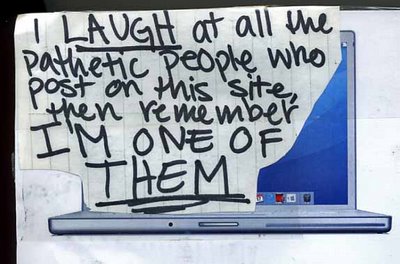 I LAUGH at all the
pathetic people who
post on this site,
then remember
I'M ONE OF
THEM